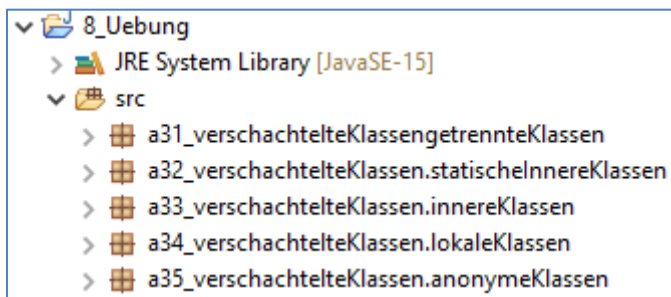 8_Uebung
JRE System Library [JavaSE-15]
src
a31_verschachtelteKlassengetrennteKlassen
a32_verschachtelteKlassen.statischeInnereKlassen
a33_verschachtelteKlassen.innereKlassen
a34_verschachtelteKlassen.lokaleKlassen
a35_verschachtelteKlassen.anonymeKlassen